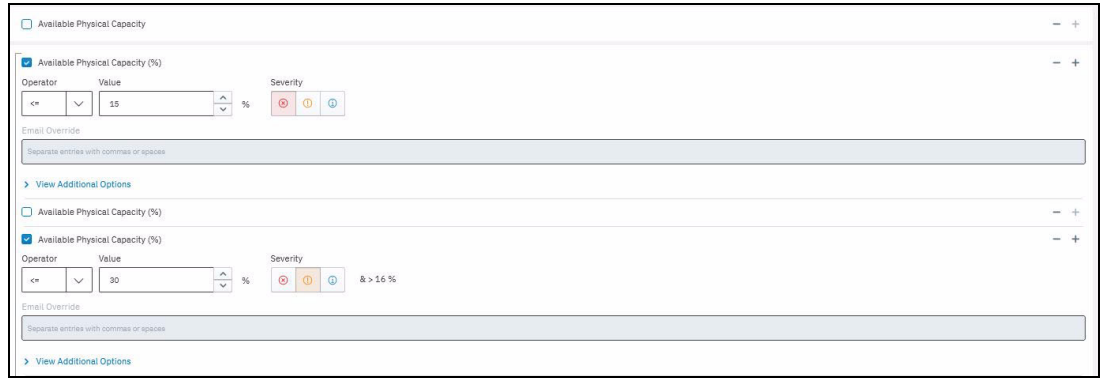 Available Physical Capacity
Available Physical Capacity (%)
Operator Value Severity
<= 15 %
Email Override
Separate entries with commas or spaces
View Additional Options
Available Physical Capacity (%)
Available Physical Capacity (%)
Operator Value Severity
<= 30 % & > 16 %
Email Override
Separate entries with commas or spaces
View Additional Options